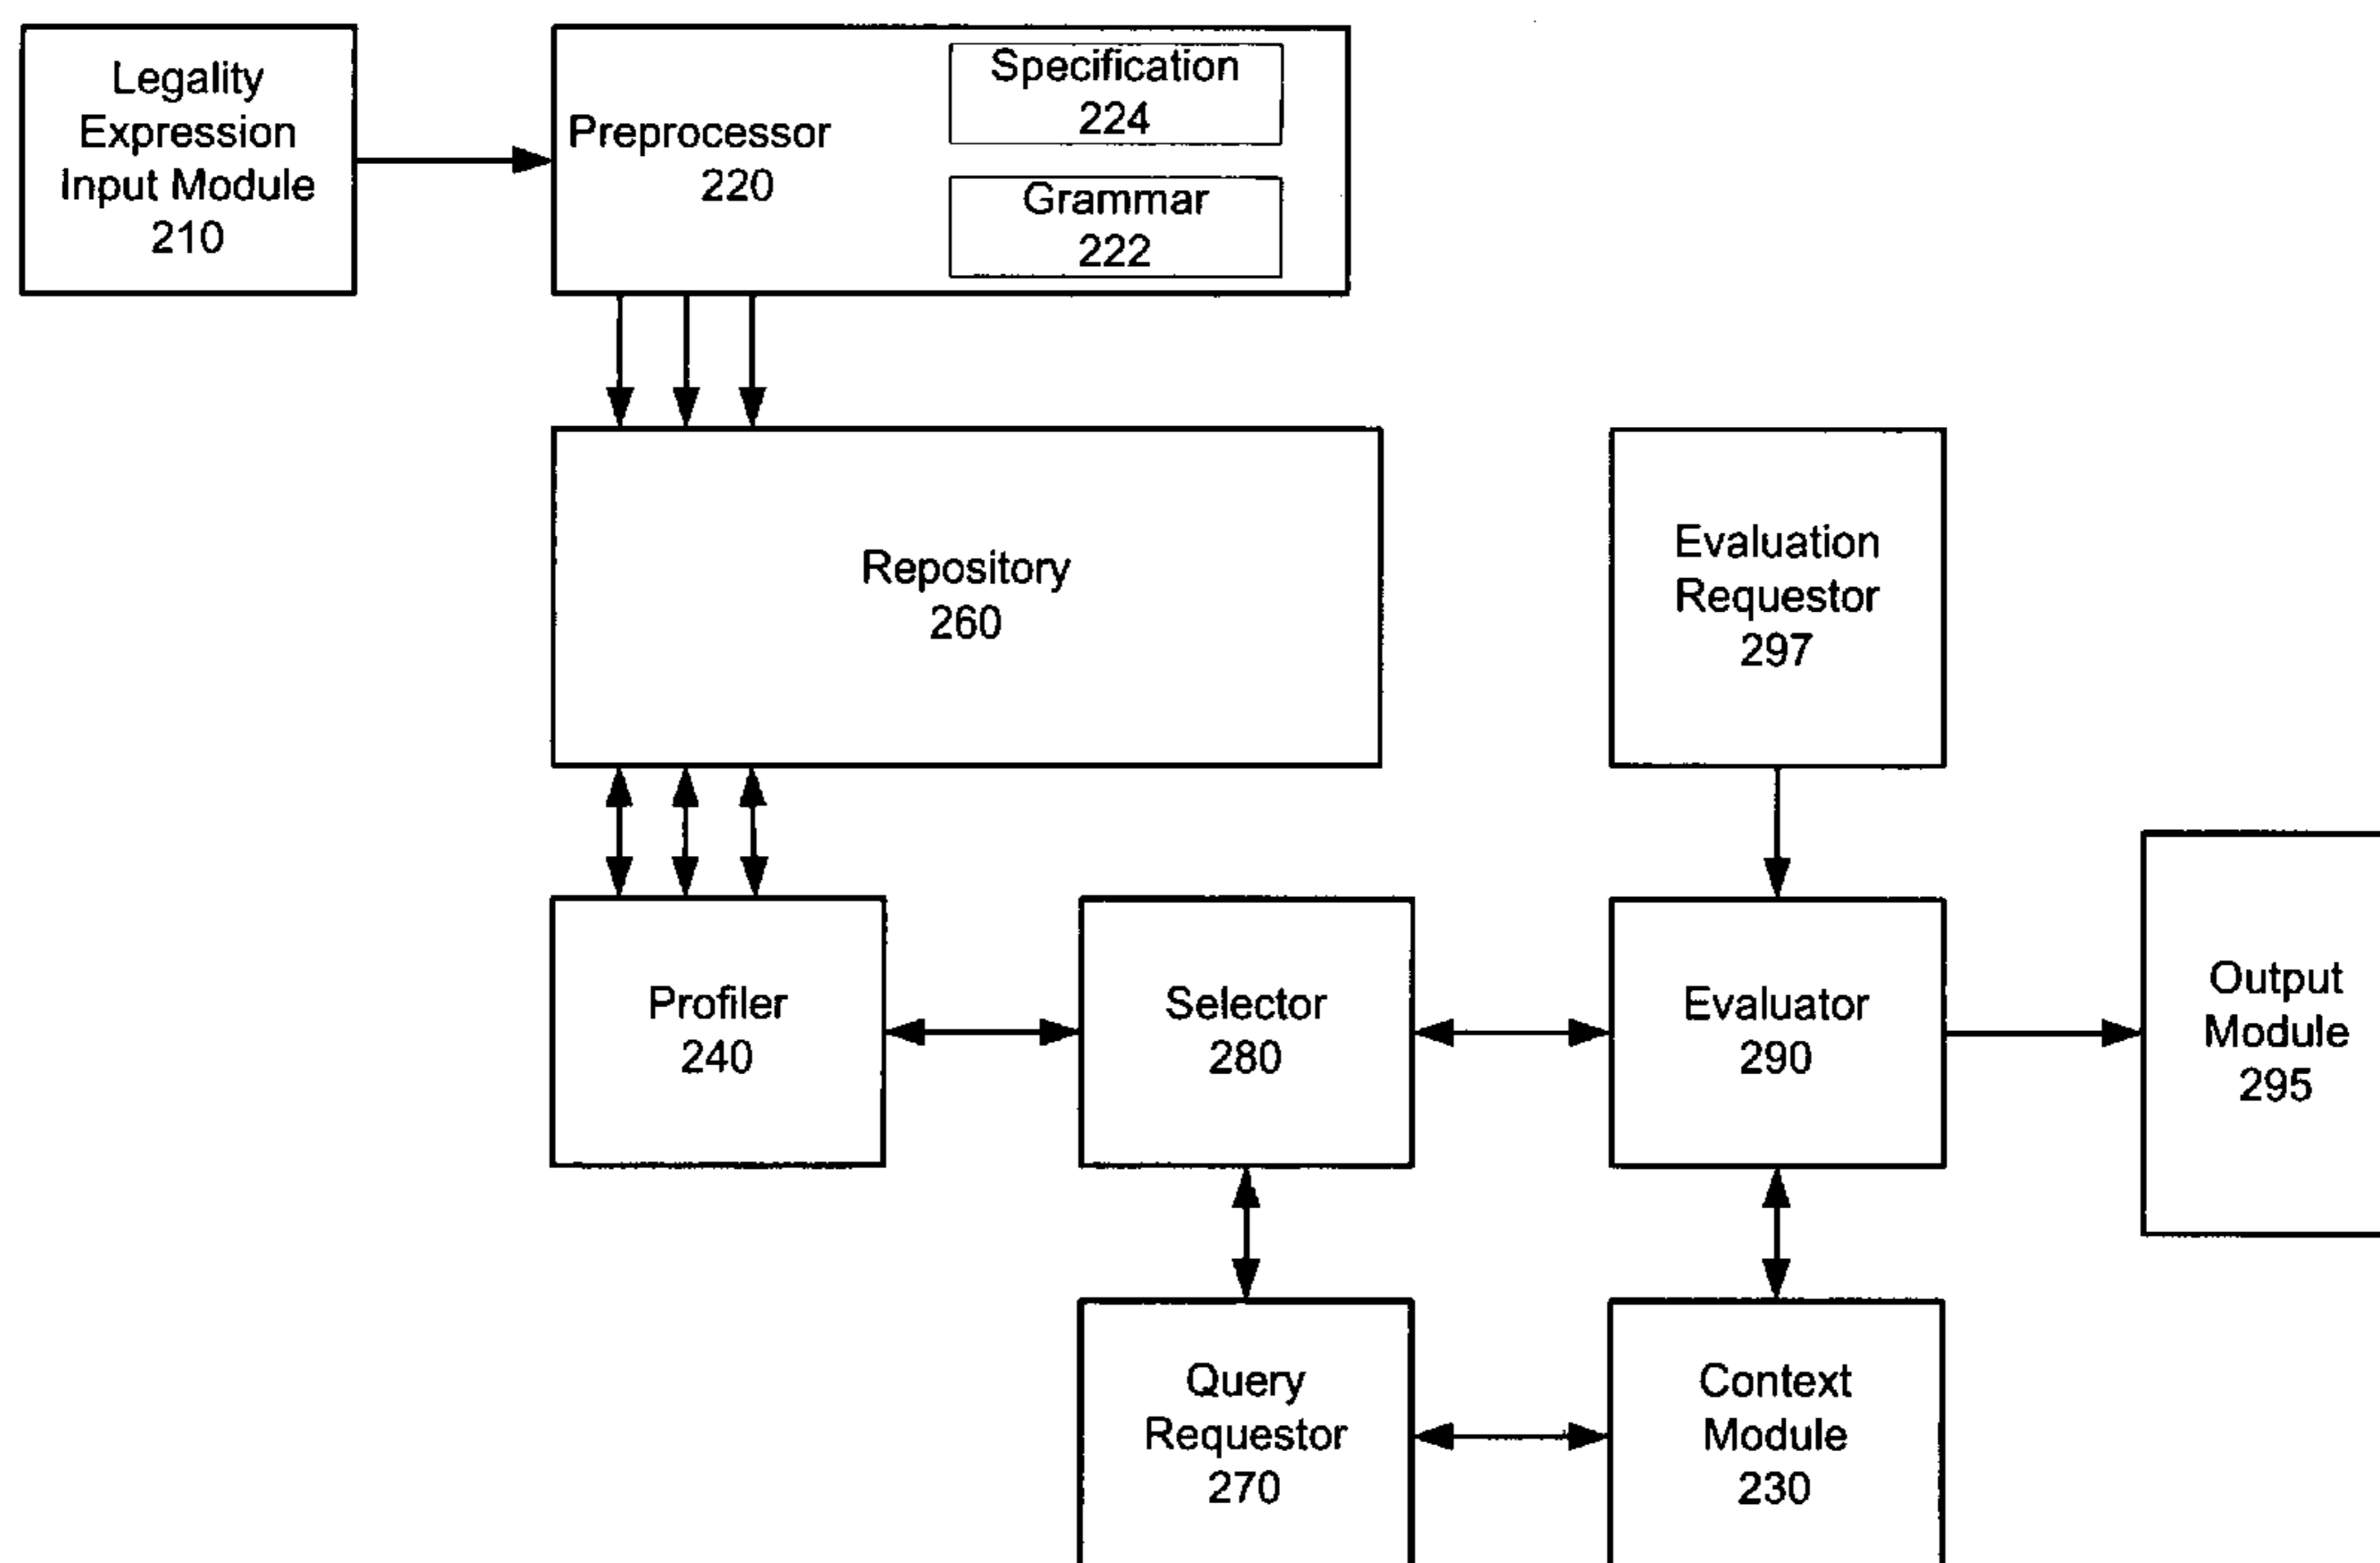 Legality
Expression
Input Module
210
Preprocessor
220
Specification
224
Grammar
222
Repository
260
Evaluation
Requestor
297
Profiler
240
Selector
280
Evaluator
290
Output
Module
295
Query
Requestor
270
Context
Module
230